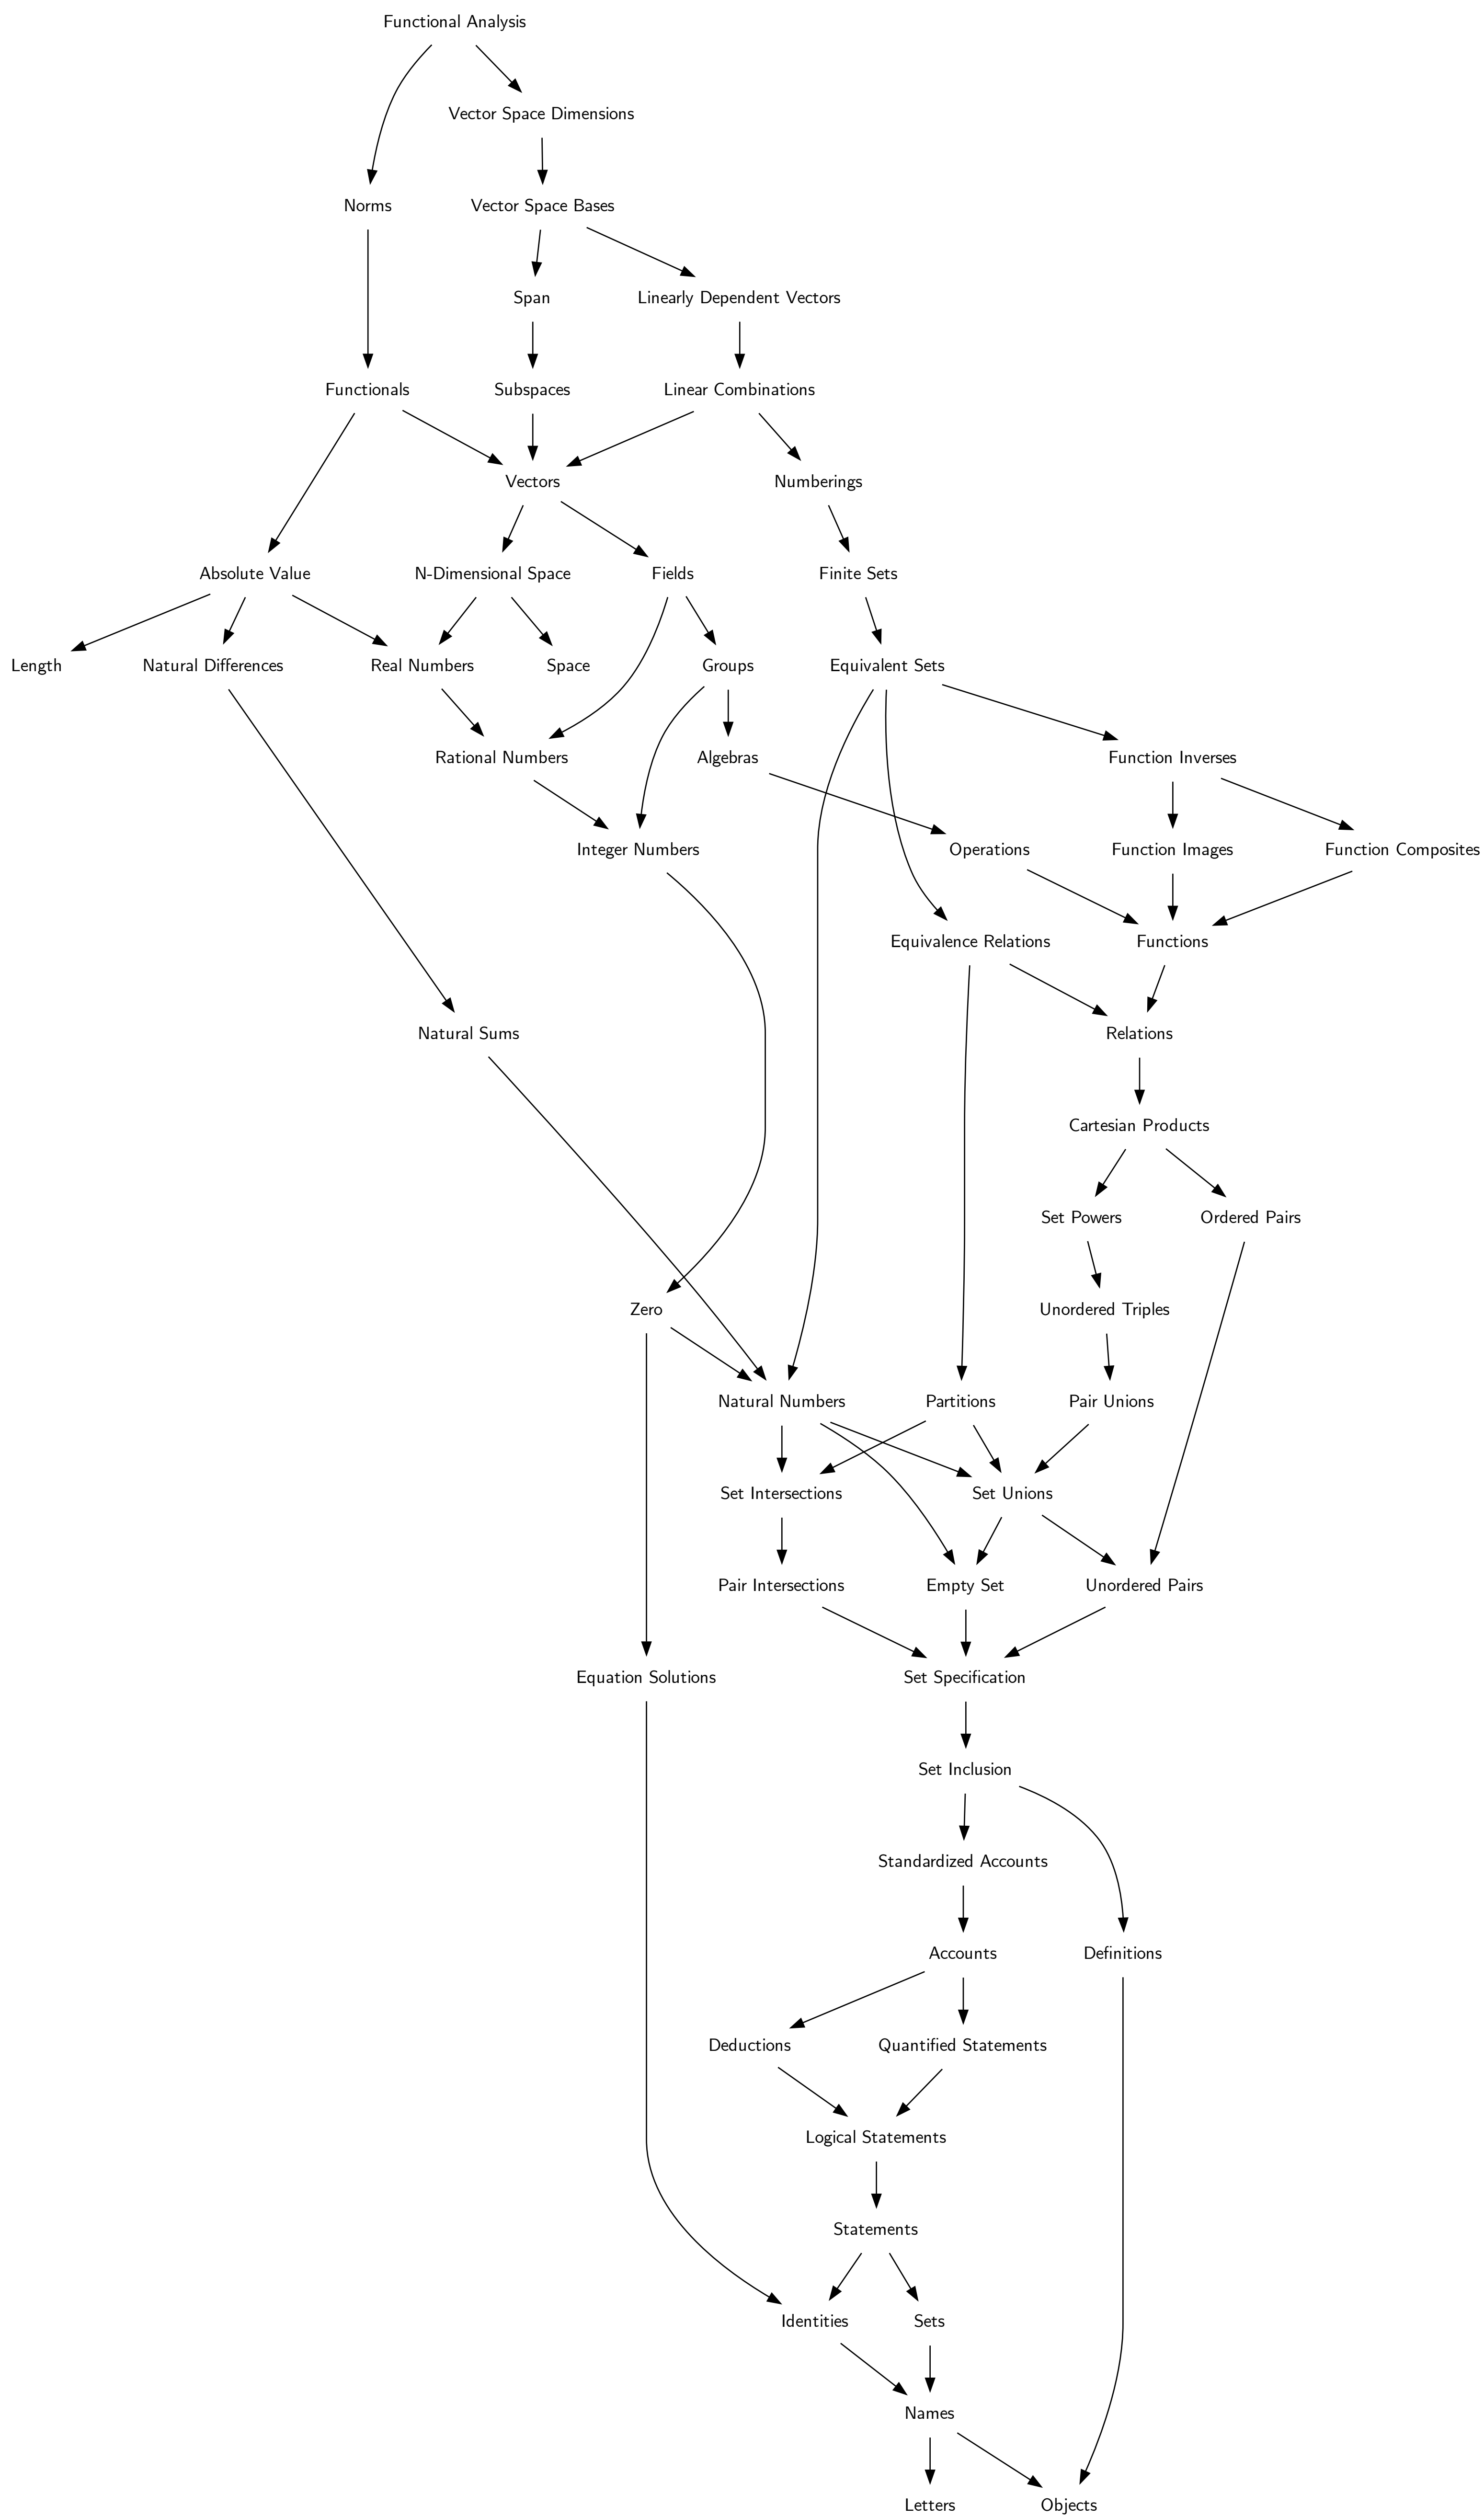 Functional Analysis
Vector Space Dimensions
Norms
Vector Space Bases
Span
Linearly Dependent Vectors
Functionals
Subspaces
Linear Combinations
Vectors
Numberings
Absolute Value
N-Dimensional Space
Fields
Finite Sets
Length
Natural Differences
Real Numbers
Space
Groups
Equivalent Sets
Rational Numbers
Algebras
Function Inverses
Integer Numbers
Operations
Function Images
Function Composites
Equivalence Relations
Functions
Natural Sums
Relations
Cartesian Products
Set Powers
Ordered Pairs
Zero
Unordered Triples
Natural Numbers
Partitions
Pair Unions
Set Intersections
Set Unions
Pair Intersections
Empty Set
Unordered Pairs
Equation Solutions
Set Specification
Set Inclusion
Standardized Accounts
Accounts
Definitions
Deductions
Quantified Statements
Logical Statements
Statements
Identities
Sets
Names
Letters
Objects